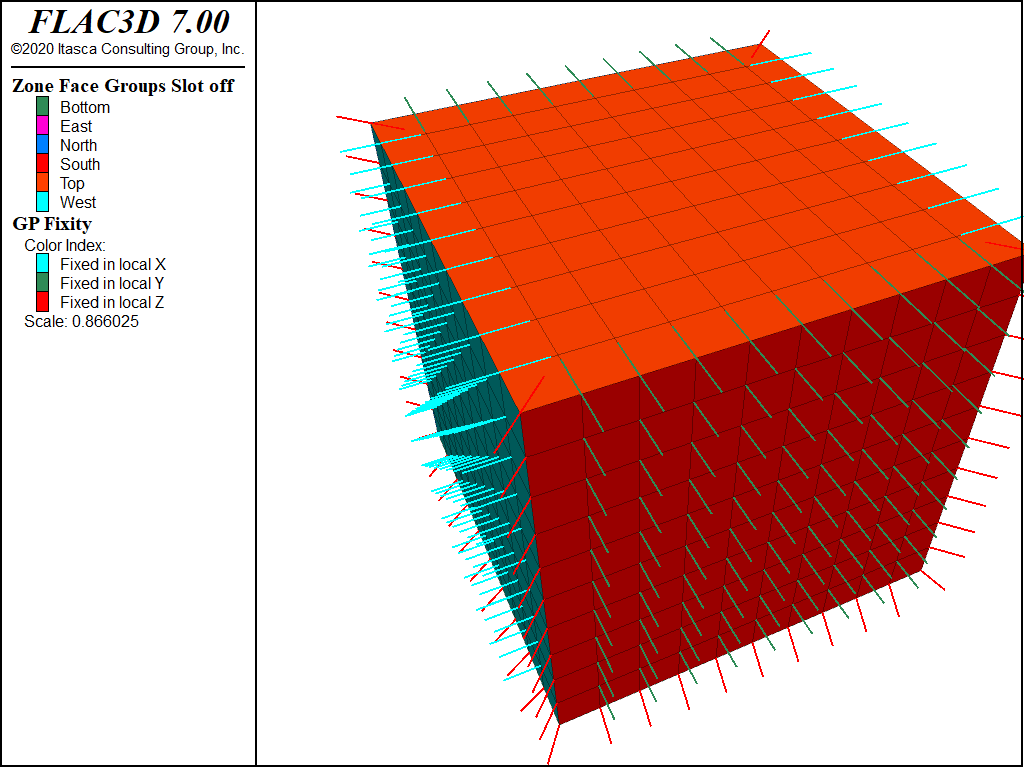 FLAC3D 7.00
©2020 Itasca Consulting Group, Inc.
Zone Face Groups Slot off
Bottom
East
North
South
Top
West
GP Fixity
Color Index:
Fixed in local X
Fixed in local Y
Fixed in local Z
Scale: 0.866025